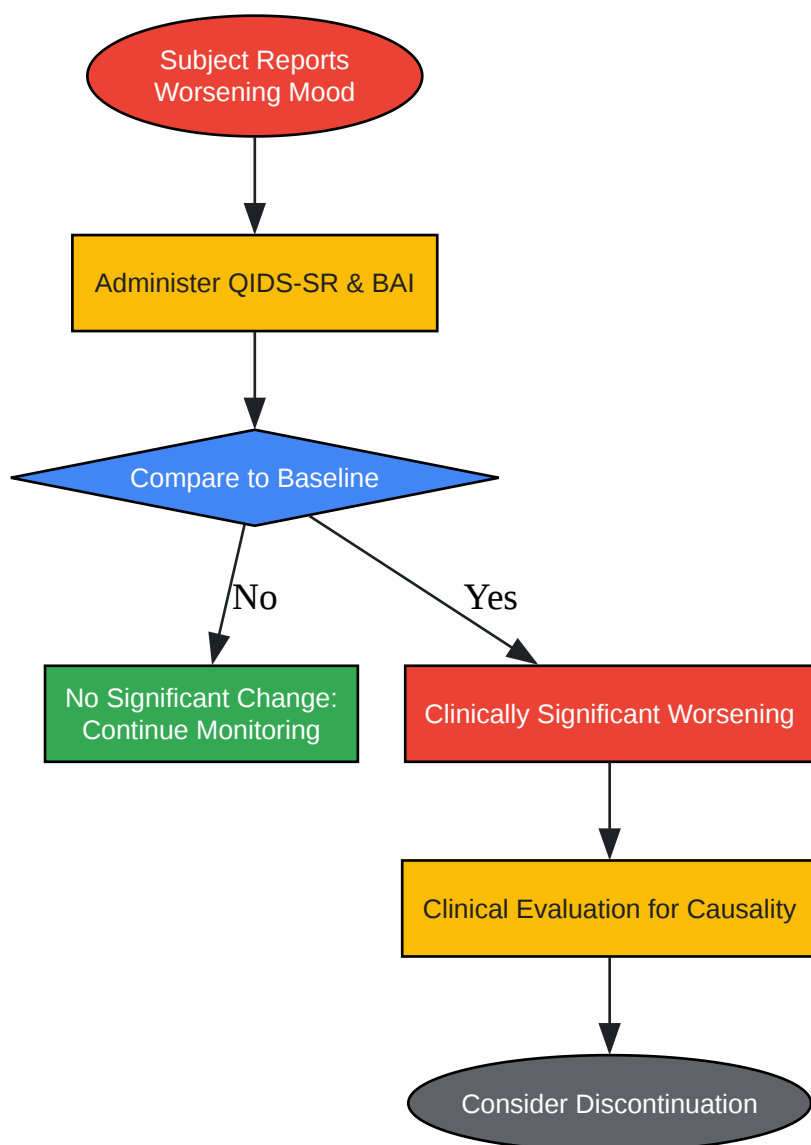 Subject Reports
Worsening Mood
Administer QIDS-SR & BAI
Compare to Baseline
No
Yes
No Significant Change:
Continue Monitoring
Clinically Significant Worsening
Clinical Evaluation for Causality
Consider Discontinuation